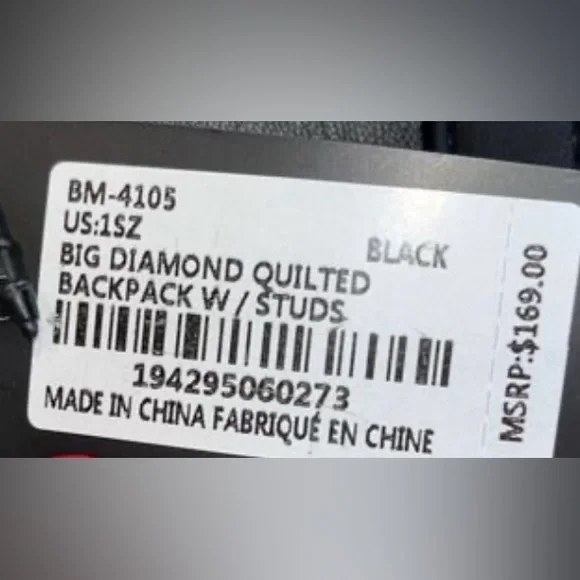 BM-4105
US:1SZ
BLACK
BIG DIAMOND QUILTED
BACKPACK W / STUDS
194295060273
MADE IN CHINA FABRIQUÉ EN CHINE
MSRP:$169.00